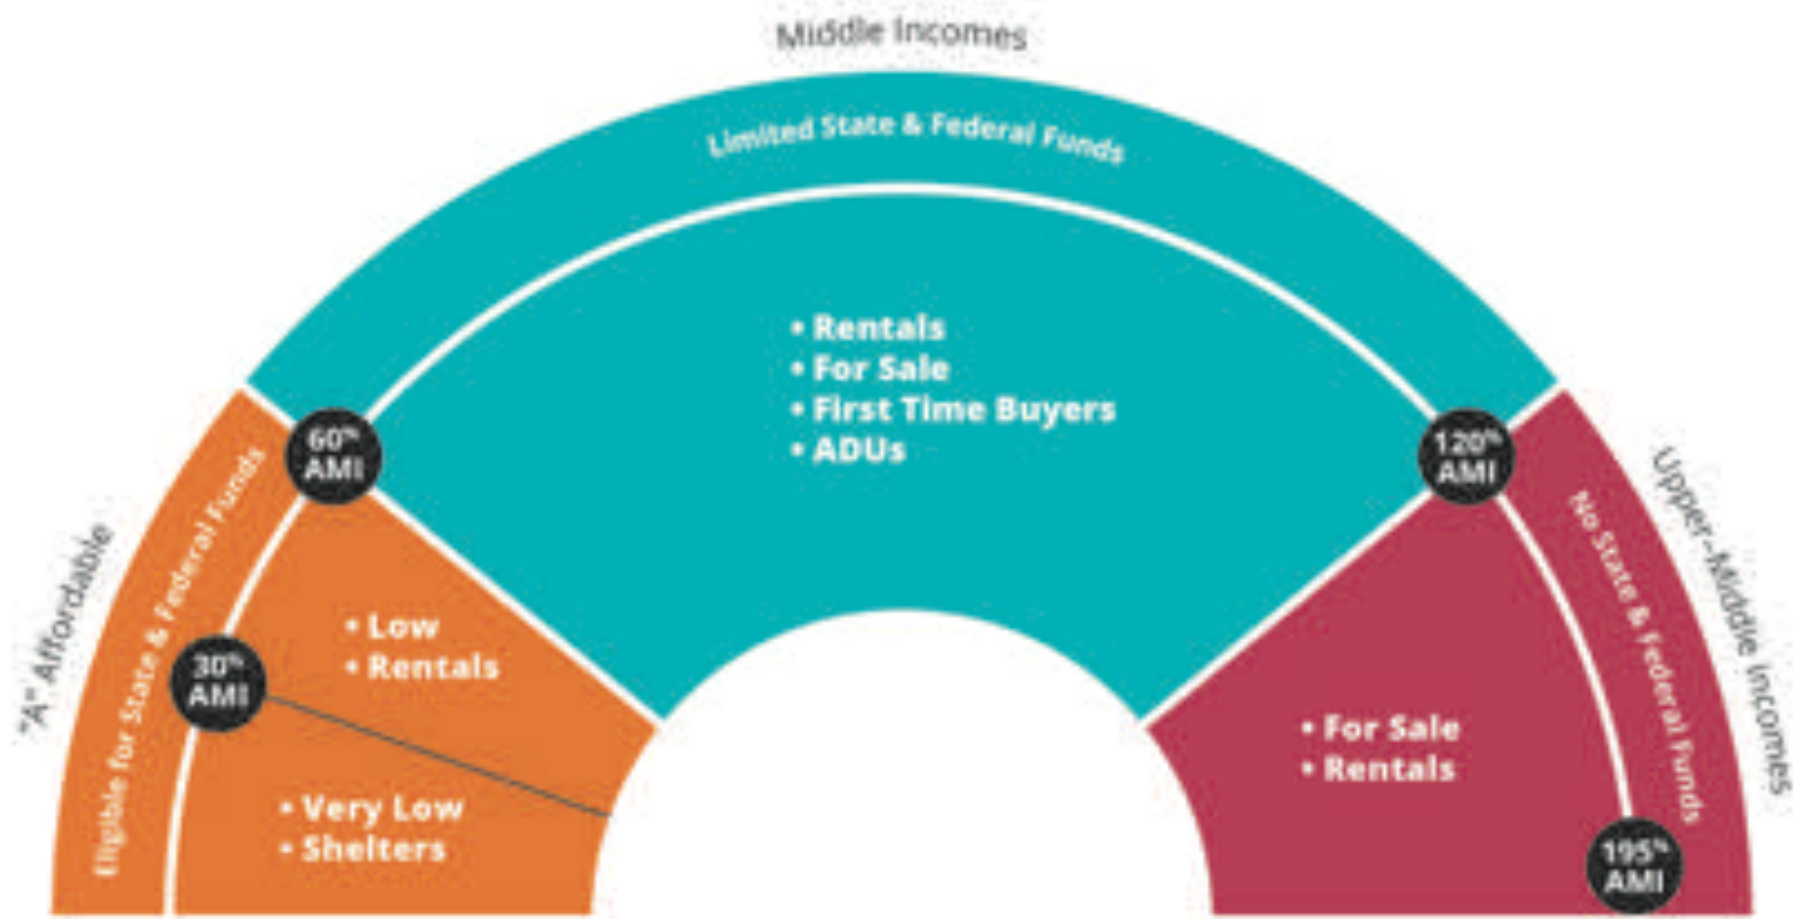 Middle Incomes
Limited State & Federal Funds
• Rentals
• For Sale
• First Time Buyers
• ADUs
60% AMI
120% AMI
"A" Affordable
Eligible for State & Federal Funds
• Low
• Rentals
30% AMI
• Very Low
• Shelters
Upper-Middle Incomes
No State & Federal Funds
• For Sale
• Rentals
195% AMI